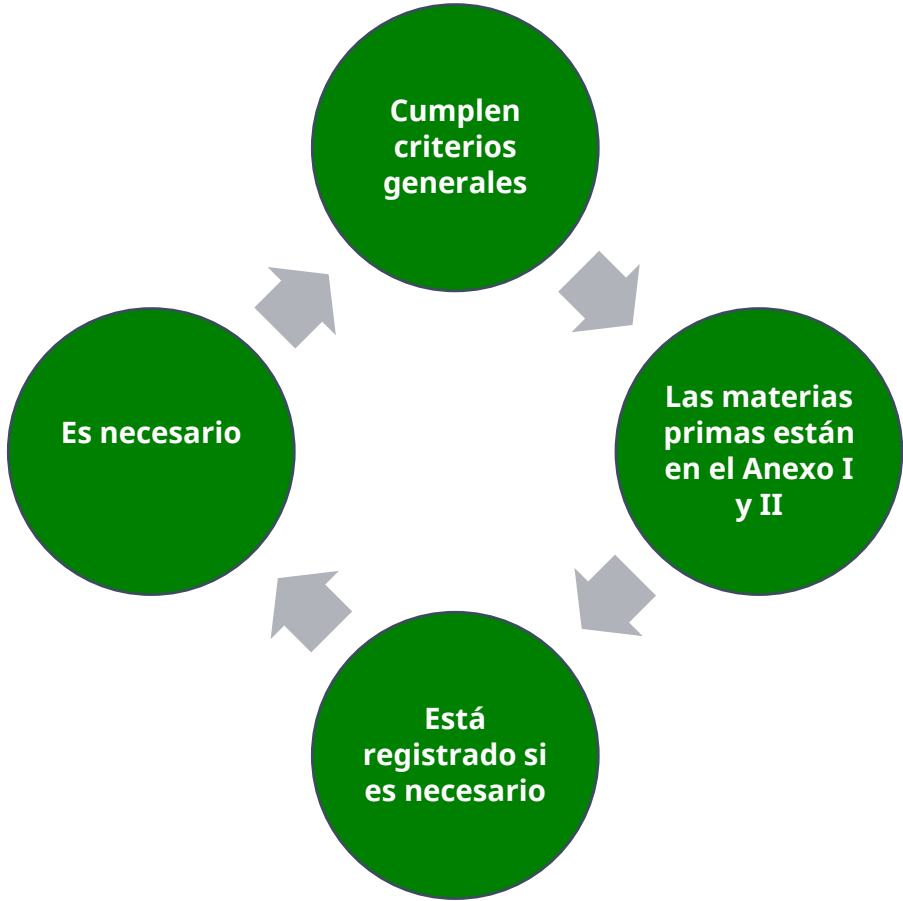 Cumplen
criterios
generales
Es necesario
Las materias
primas están
en el Anexo I
y II
Está
registrado si
es necesario